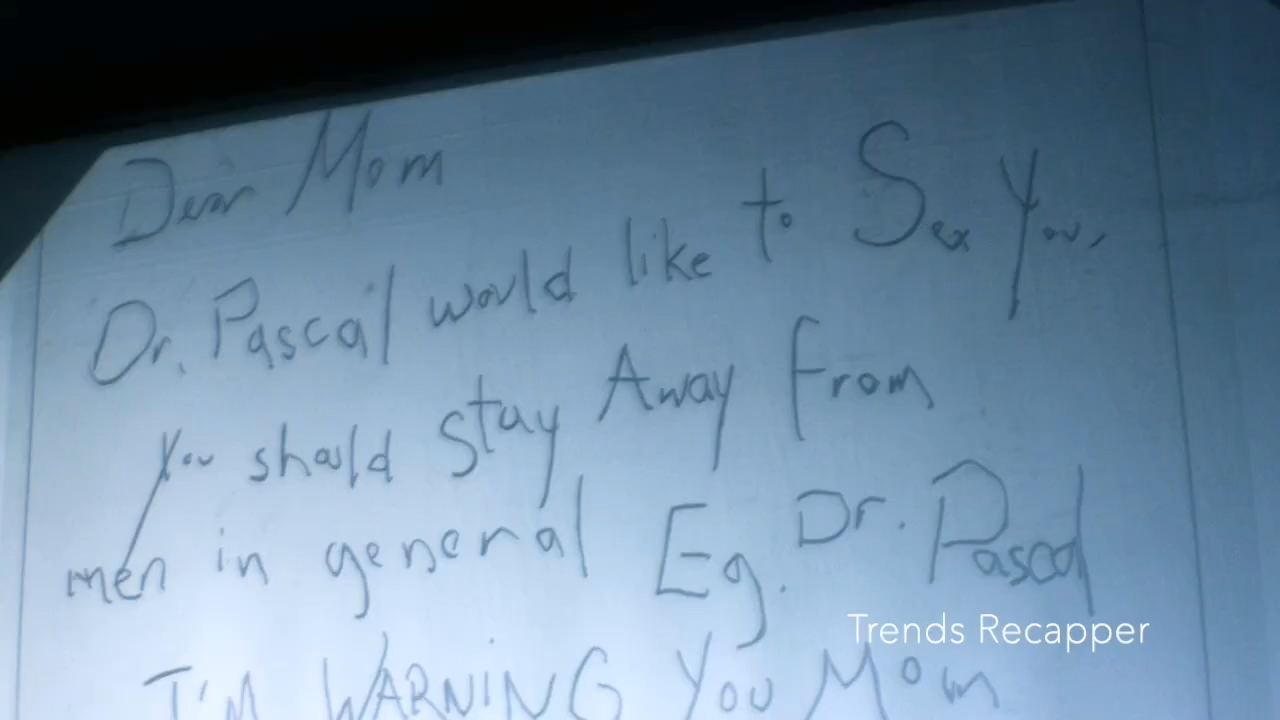 Dear Mom
Dr. Pascal would like to Sex You,
You should Stay Away From
men in general Eg. Dr. Pascal
I'M WARNING YOU MOM
Trends Recapper